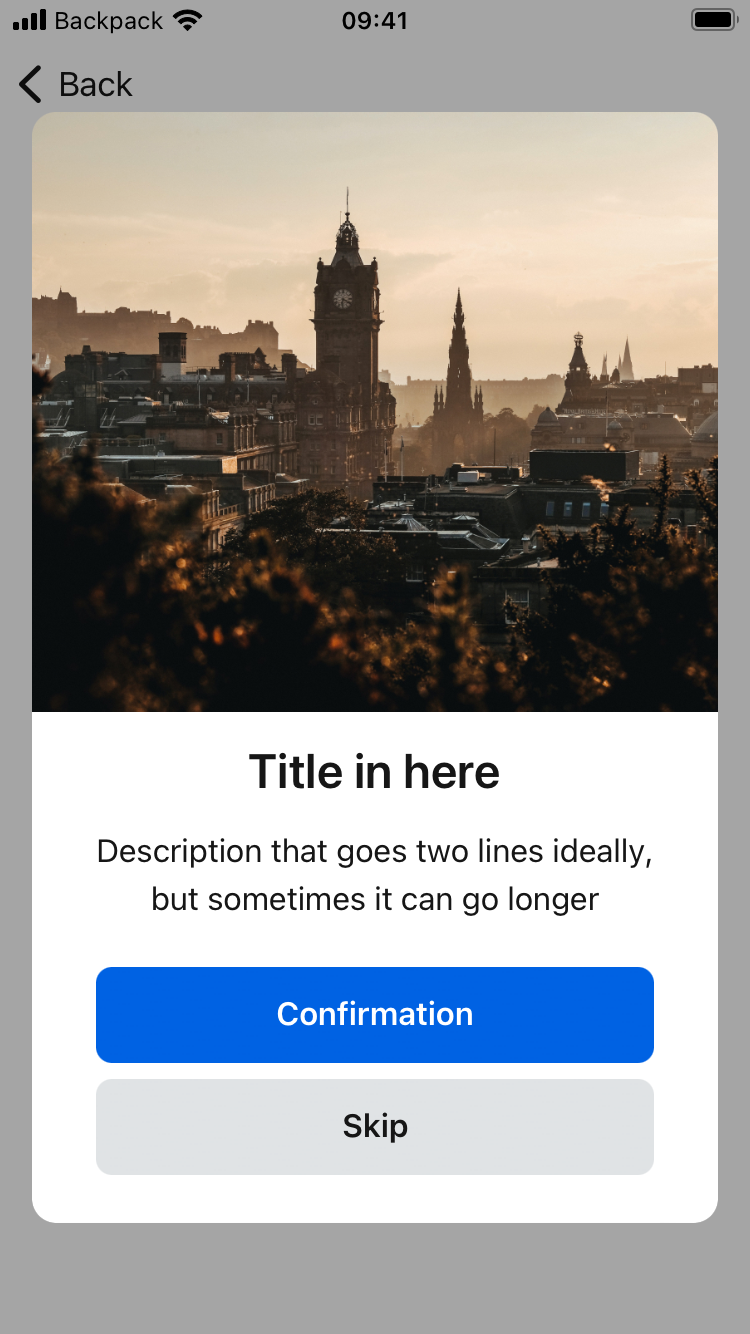 Backpack 09:41
Back
Title in here
Description that goes two lines ideally,
but sometimes it can go longer
Confirmation
Skip